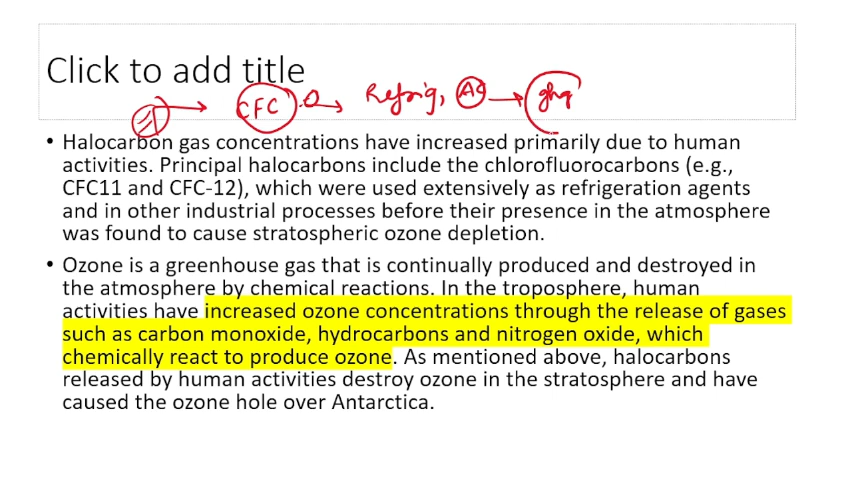 Click to add title
CFC → Refrig, AC → ghg
• Halocarbon gas concentrations have increased primarily due to human
activities. Principal halocarbons include the chlorofluorocarbons (e.g.,
CFC11 and CFC-12), which were used extensively as refrigeration agents
and in other industrial processes before their presence in the atmosphere
was found to cause stratospheric ozone depletion.
• Ozone is a greenhouse gas that is continually produced and destroyed in
the atmosphere by chemical reactions. In the troposphere, human
activities have increased ozone concentrations through the release of gases
such as carbon monoxide, hydrocarbons and nitrogen oxide, which
chemically react to produce ozone. As mentioned above, halocarbons
released by human activities destroy ozone in the stratosphere and have
caused the ozone hole over Antarctica.